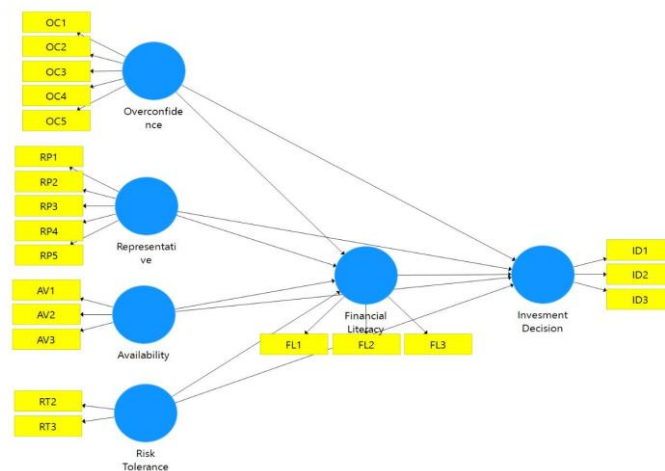 OC1
OC2
OC3
OC4
OC5
Overconfide
nce
RP1
RP2
RP3
RP4
RP5
Representati
ve
AV1
AV2
AV3
Availability
RT2
RT3
Risk
Tolerance
Financial
Literacy
FL1
FL2
FL3
Invesment
Decision
ID1
ID2
ID3